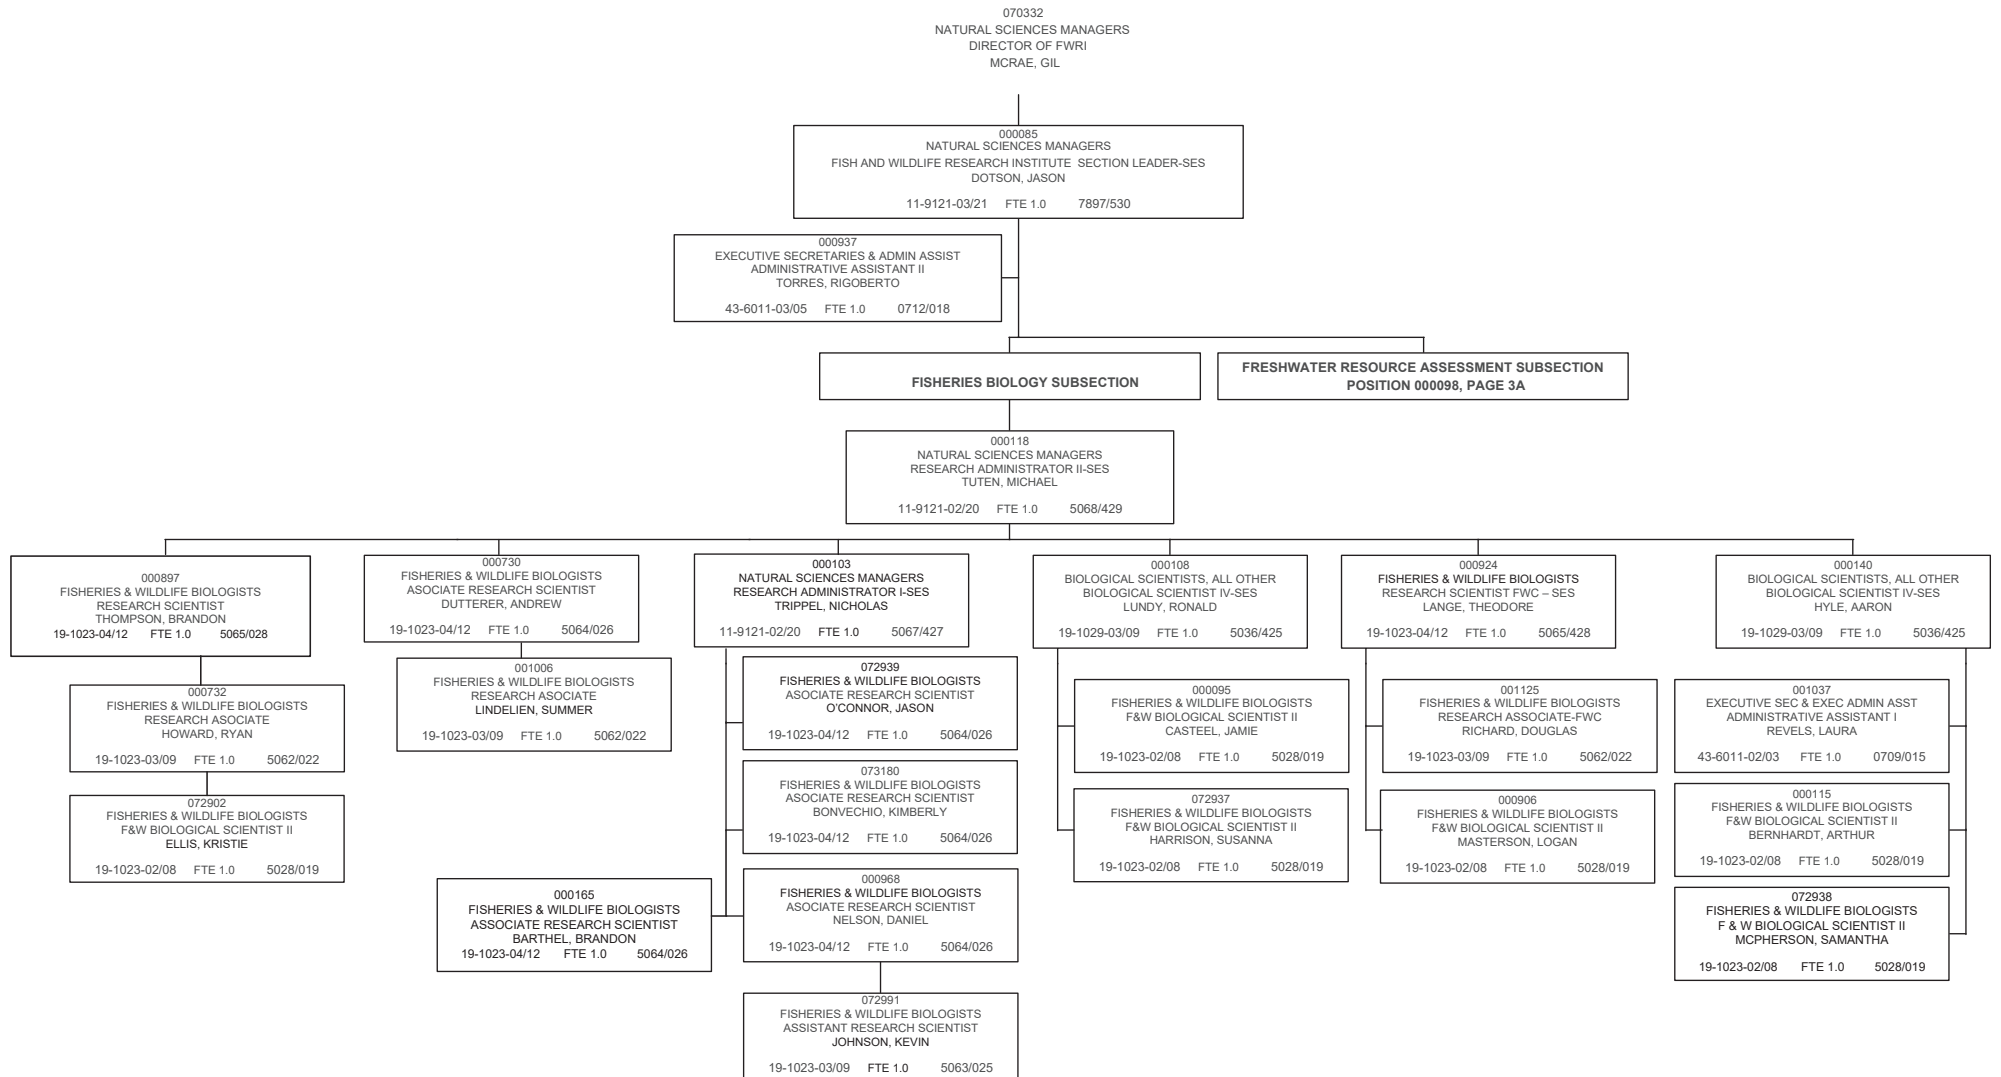 070332
NATURAL SCIENCES MANAGERS
DIRECTOR OF FWRI
MCRAE, GIL
000085
NATURAL SCIENCES MANAGERS
FISH AND WILDLIFE RESEARCH INSTITUTE SECTION LEADER-SES
DOTSON, JASON
11-9121-03/21 FTE 1.0 7897/530
000937
EXECUTIVE SECRETARIES & ADMIN ASSIST
ADMINISTRATIVE ASSISTANT II
TORRES, RIGOBERTO
43-6011-03/05 FTE 1.0 0712/018
FISHERIES BIOLOGY SUBSECTION
FRESHWATER RESOURCE ASSESSMENT SUBSECTION
POSITION 000098, PAGE 3A
000118
NATURAL SCIENCES MANAGERS
RESEARCH ADMINISTRATOR II-SES
TUTEN, MICHAEL
11-9121-02/20 FTE 1.0 5068/429
000897
FISHERIES & WILDLIFE BIOLOGISTS
RESEARCH SCIENTIST
THOMPSON, BRANDON
19-1023-04/12 FTE 1.0 5065/028
000732
FISHERIES & WILDLIFE BIOLOGISTS
RESEARCH ASOCIATE
HOWARD, RYAN
19-1023-03/09 FTE 1.0 5062/022
072902
FISHERIES & WILDLIFE BIOLOGISTS
F&W BIOLOGICAL SCIENTIST II
ELLIS, KRISTIE
19-1023-02/08 FTE 1.0 5028/019
000730
FISHERIES & WILDLIFE BIOLOGISTS
ASOCIATE RESEARCH SCIENTIST
DUTTERER, ANDREW
19-1023-04/12 FTE 1.0 5064/026
001006
FISHERIES & WILDLIFE BIOLOGISTS
RESEARCH ASOCIATE
LINDELIEN, SUMMER
19-1023-03/09 FTE 1.0 5062/022
000103
NATURAL SCIENCES MANAGERS
RESEARCH ADMINISTRATOR I-SES
TRIPPEL, NICHOLAS
11-9121-02/20 FTE 1.0 5067/427
072939
FISHERIES & WILDLIFE BIOLOGISTS
ASOCIATE RESEARCH SCIENTIST
O'CONNOR, JASON
19-1023-04/12 FTE 1.0 5064/026
073180
FISHERIES & WILDLIFE BIOLOGISTS
ASOCIATE RESEARCH SCIENTIST
BONVECHIO, KIMBERLY
19-1023-04/12 FTE 1.0 5064/026
000165
FISHERIES & WILDLIFE BIOLOGISTS
ASSOCIATE RESEARCH SCIENTIST
BARTHEL, BRANDON
19-1023-04/12 FTE 1.0 5064/026
000968
FISHERIES & WILDLIFE BIOLOGISTS
ASOCIATE RESEARCH SCIENTIST
NELSON, DANIEL
19-1023-04/12 FTE 1.0 5064/026
072991
FISHERIES & WILDLIFE BIOLOGISTS
ASSISTANT RESEARCH SCIENTIST
JOHNSON, KEVIN
19-1023-03/09 FTE 1.0 5063/025
000108
BIOLOGICAL SCIENTISTS, ALL OTHER
BIOLOGICAL SCIENTIST IV-SES
LUNDY, RONALD
19-1029-03/09 FTE 1.0 5036/425
000095
FISHERIES & WILDLIFE BIOLOGISTS
F&W BIOLOGICAL SCIENTIST II
CASTEEL, JAMIE
19-1023-02/08 FTE 1.0 5028/019
072937
FISHERIES & WILDLIFE BIOLOGISTS
F&W BIOLOGICAL SCIENTIST II
HARRISON, SUSANNA
19-1023-02/08 FTE 1.0 5028/019
000924
FISHERIES & WILDLIFE BIOLOGISTS
RESEARCH SCIENTIST FWC – SES
LANGE, THEODORE
19-1023-04/12 FTE 1.0 5065/428
001125
FISHERIES & WILDLIFE BIOLOGISTS
RESEARCH ASSOCIATE-FWC
RICHARD, DOUGLAS
19-1023-03/09 FTE 1.0 5062/022
000906
FISHERIES & WILDLIFE BIOLOGISTS
F&W BIOLOGICAL SCIENTIST II
MASTERSON, LOGAN
19-1023-02/08 FTE 1.0 5028/019
000140
BIOLOGICAL SCIENTISTS, ALL OTHER
BIOLOGICAL SCIENTIST IV-SES
HYLE, AARON
19-1029-03/09 FTE 1.0 5036/425
001037
EXECUTIVE SEC & EXEC ADMIN ASST
ADMINISTRATIVE ASSISTANT I
REVELS, LAURA
43-6011-02/03 FTE 1.0 0709/015
000115
FISHERIES & WILDLIFE BIOLOGISTS
F&W BIOLOGICAL SCIENTIST II
BERNHARDT, ARTHUR
19-1023-02/08 FTE 1.0 5028/019
072938
FISHERIES & WILDLIFE BIOLOGISTS
F & W BIOLOGICAL SCIENTIST II
MCPHERSON, SAMANTHA
19-1023-02/08 FTE 1.0 5028/019